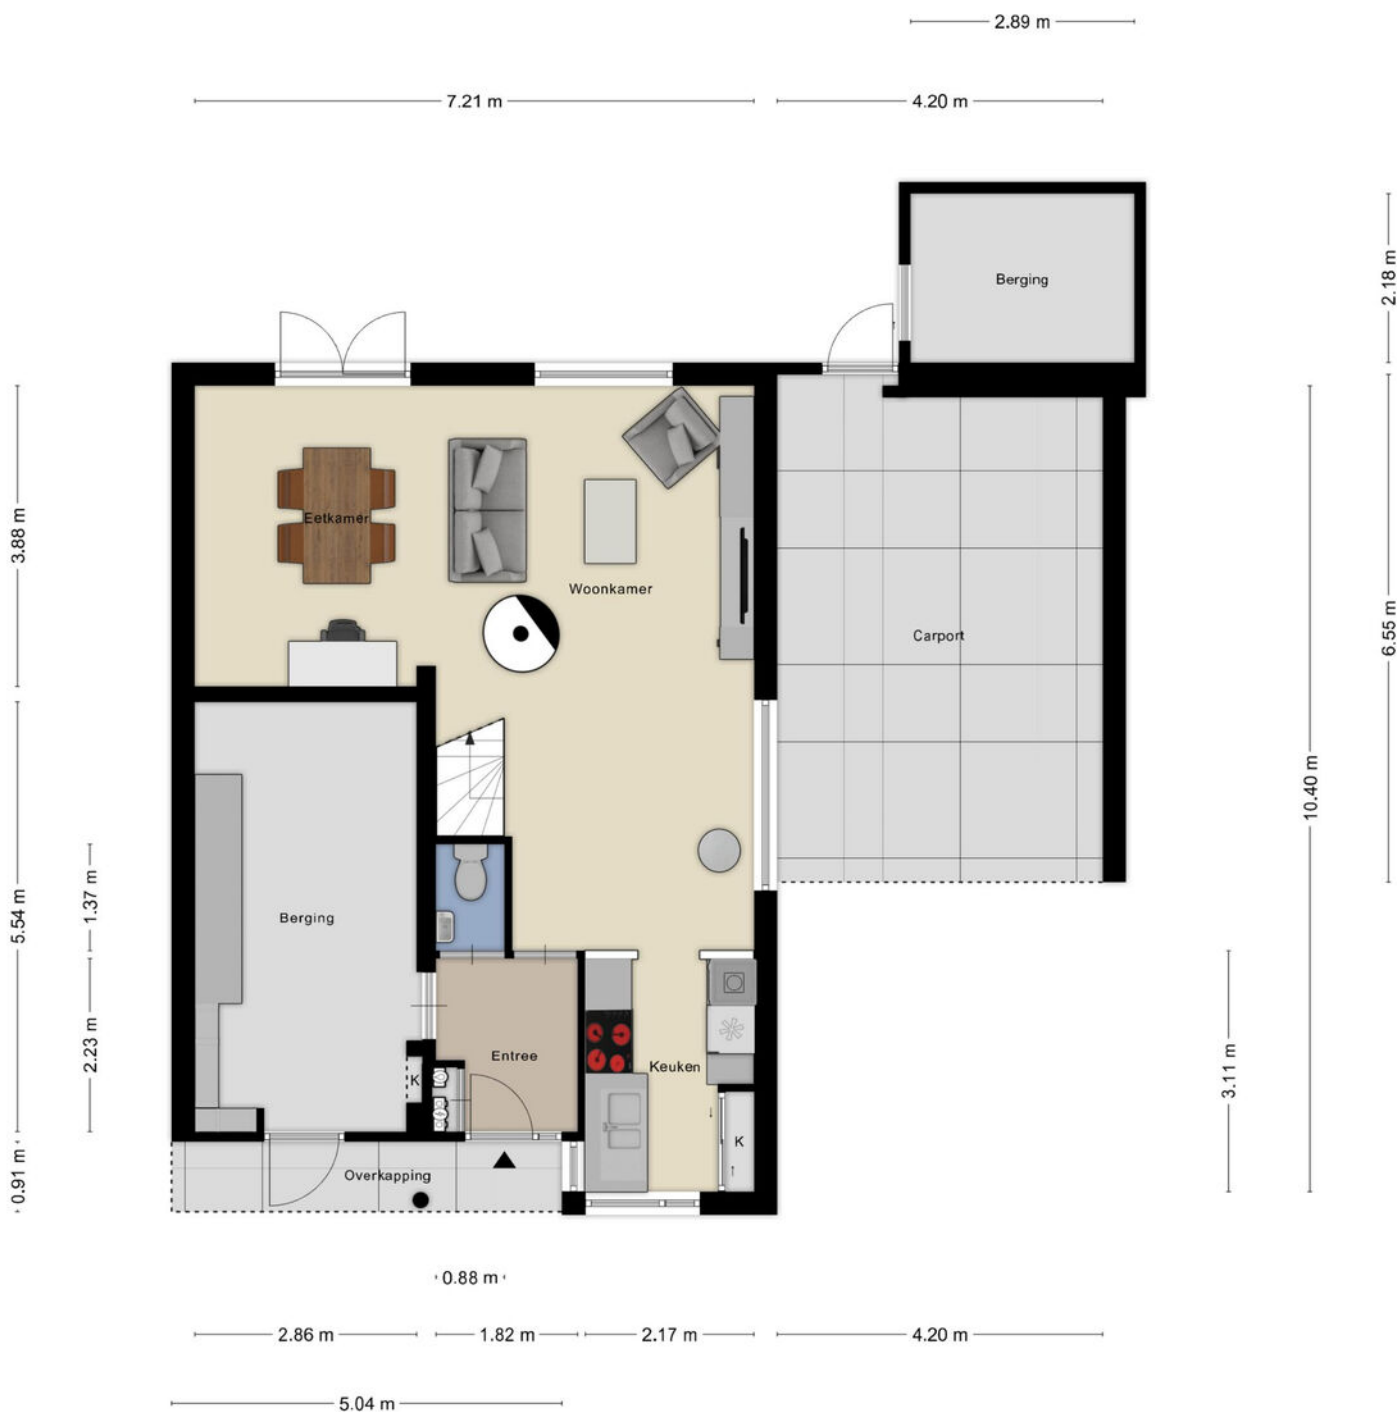 2.89 m
7.21 m
4.20 m
Berging
2.18 m
3.88 m
Eetkamer
Woonkamer
Carport
6.55 m
10.40 m
5.54 m
1.37 m
Berging
2.23 m
Entree
Keuken
K
K
3.11 m
0.91 m
Overkapping
0.88 m
2.86 m
1.82 m
2.17 m
4.20 m
5.04 m